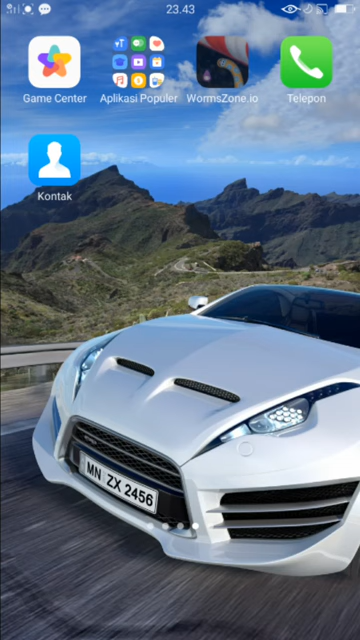 23.43
Game Center
Aplikasi Populer
WormsZone.io
Telepon
Kontak
MN ZX 2456